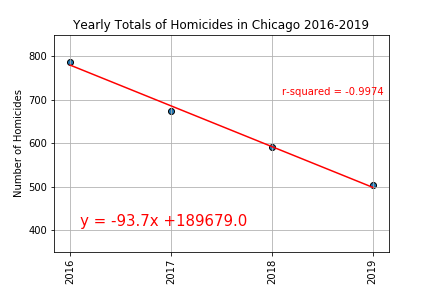 Yearly Totals of Homicides in Chicago 2016-2019
800
r-squared = -0.9974
700
Number of Homicides
600
500
y = -93.7x +189679.0
400
2016
2017
2018
2019